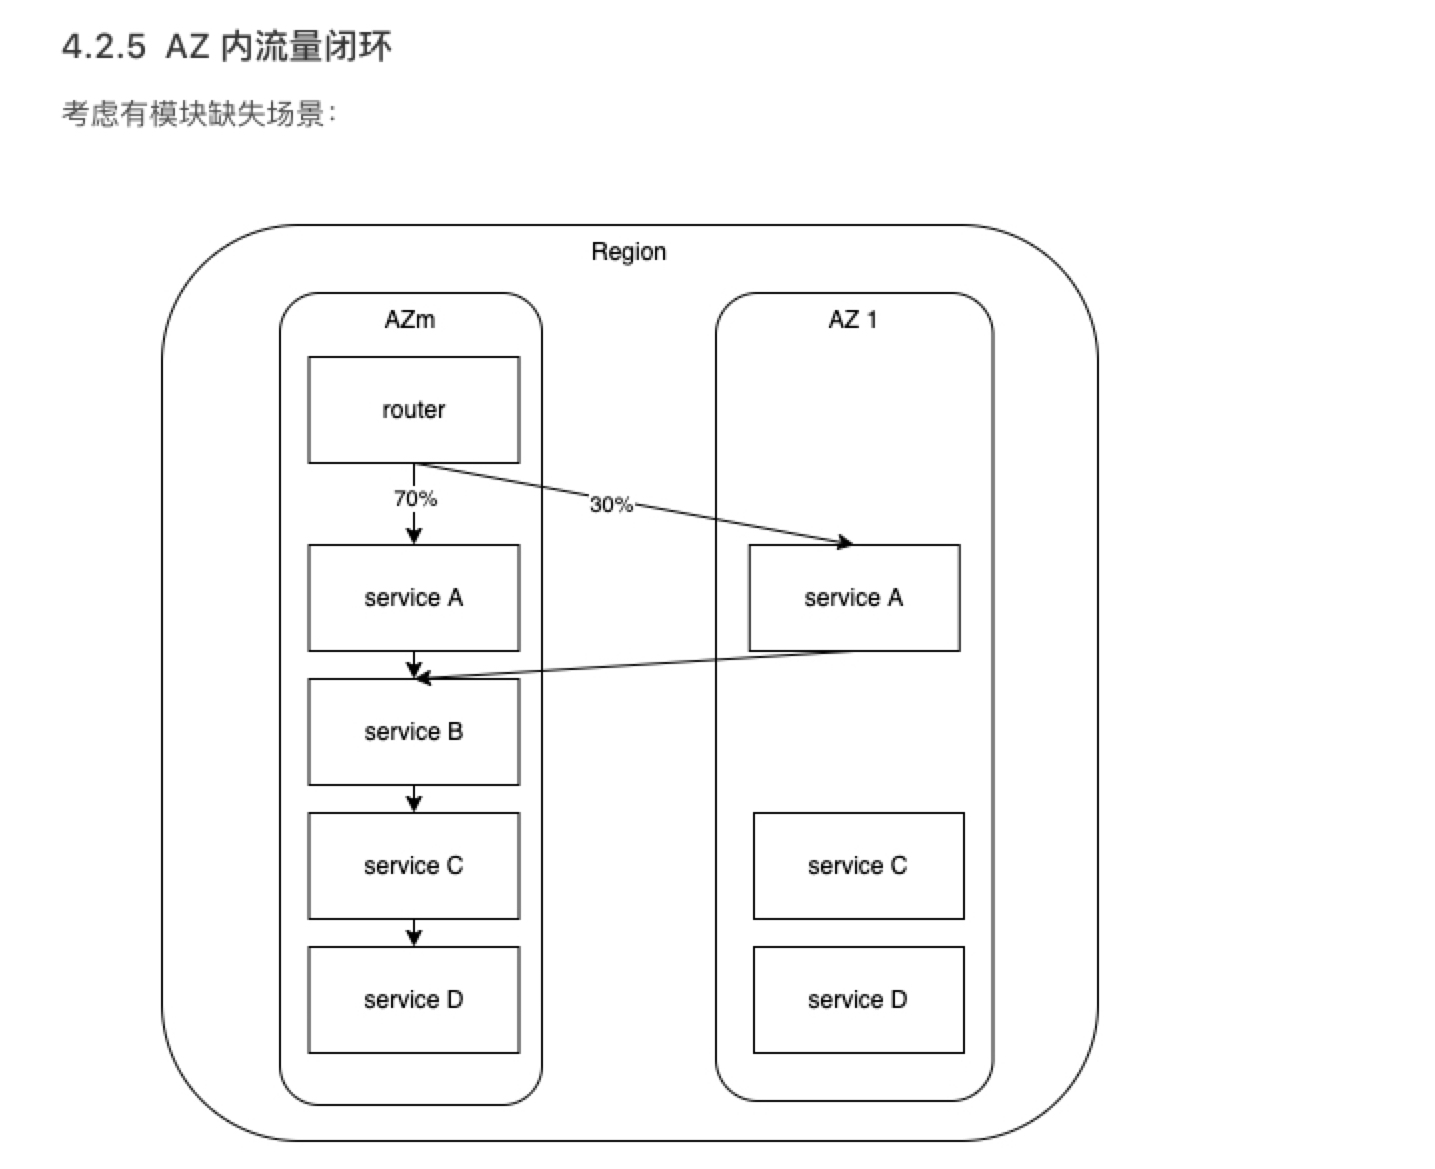 4.2.5 AZ 内流量闭环
考虑有模块缺失场景：
Region
AZm
AZ 1
router
70%
30%
service A
service A
service B
service C
service C
service D
service D